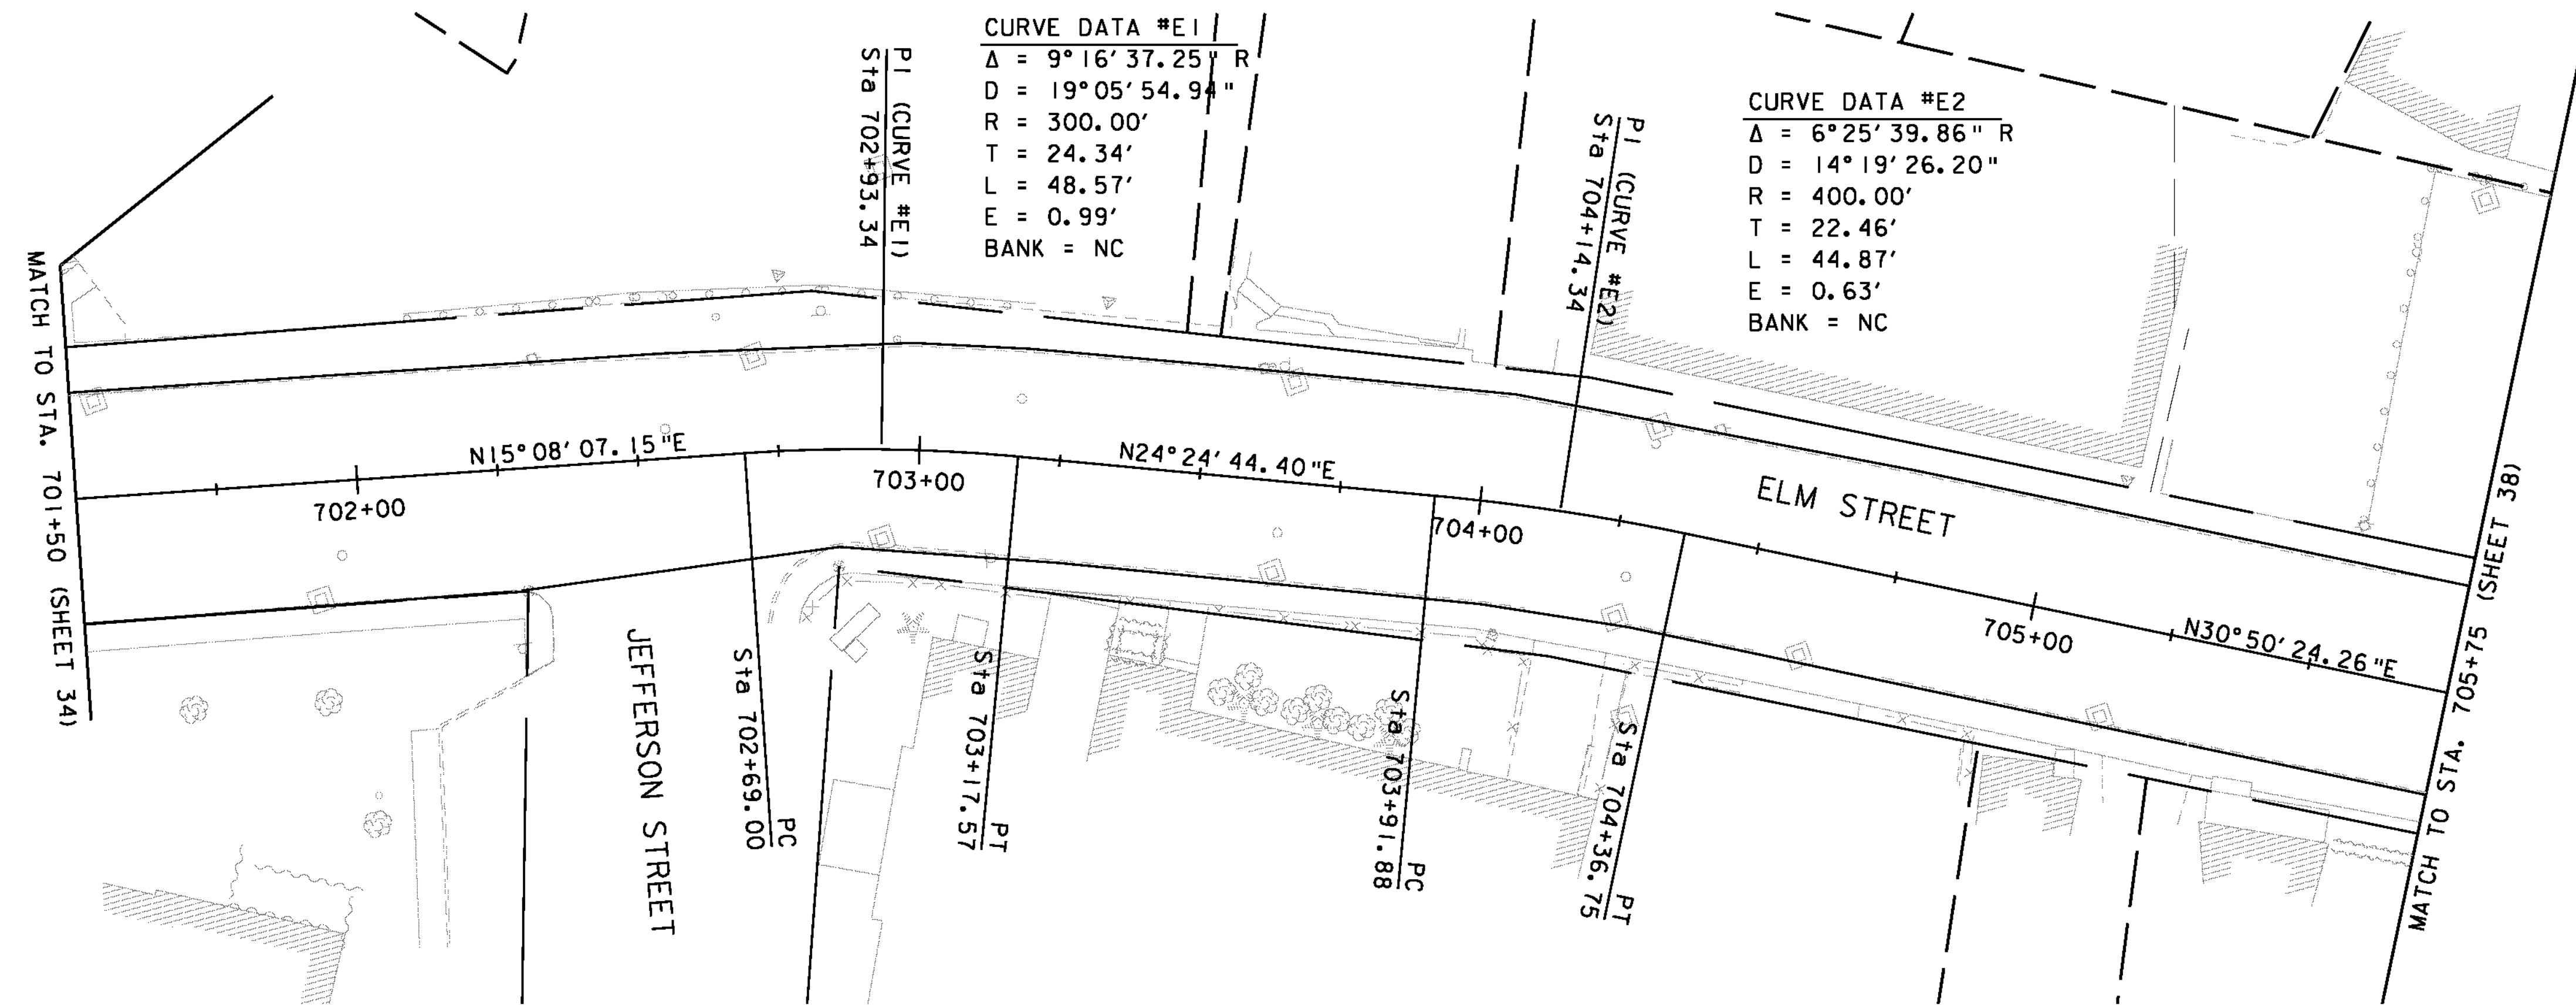 CURVE DATA #E1
Δ = 9°16'37.25" R
D = 19°05'54.94"
R = 300.00'
T = 24.34'
L = 48.57'
E = 0.99'
BANK = NC
PI (CURVE #E1)
Sta 702+93.34
CURVE DATA #E2
Δ = 6°25'39.86" R
D = 14°19'26.20"
R = 400.00'
T = 22.46'
L = 44.87'
E = 0.63'
BANK = NC
PI (CURVE #E2)
Sta 704+14.34
MATCH TO STA. 701+50 (SHEET 34)
N15°08'07.15"E
702+00
703+00
N24°24'44.40"E
704+00
ELM STREET
705+00
N30°50'24.26"E
MATCH TO STA. 705+75 (SHEET 38)
JEFFERSON STREET
PC
Sta 702+69.00
PT
Sta 703+17.57
PC
Sta 703+91.88
PT
Sta 704+36.75